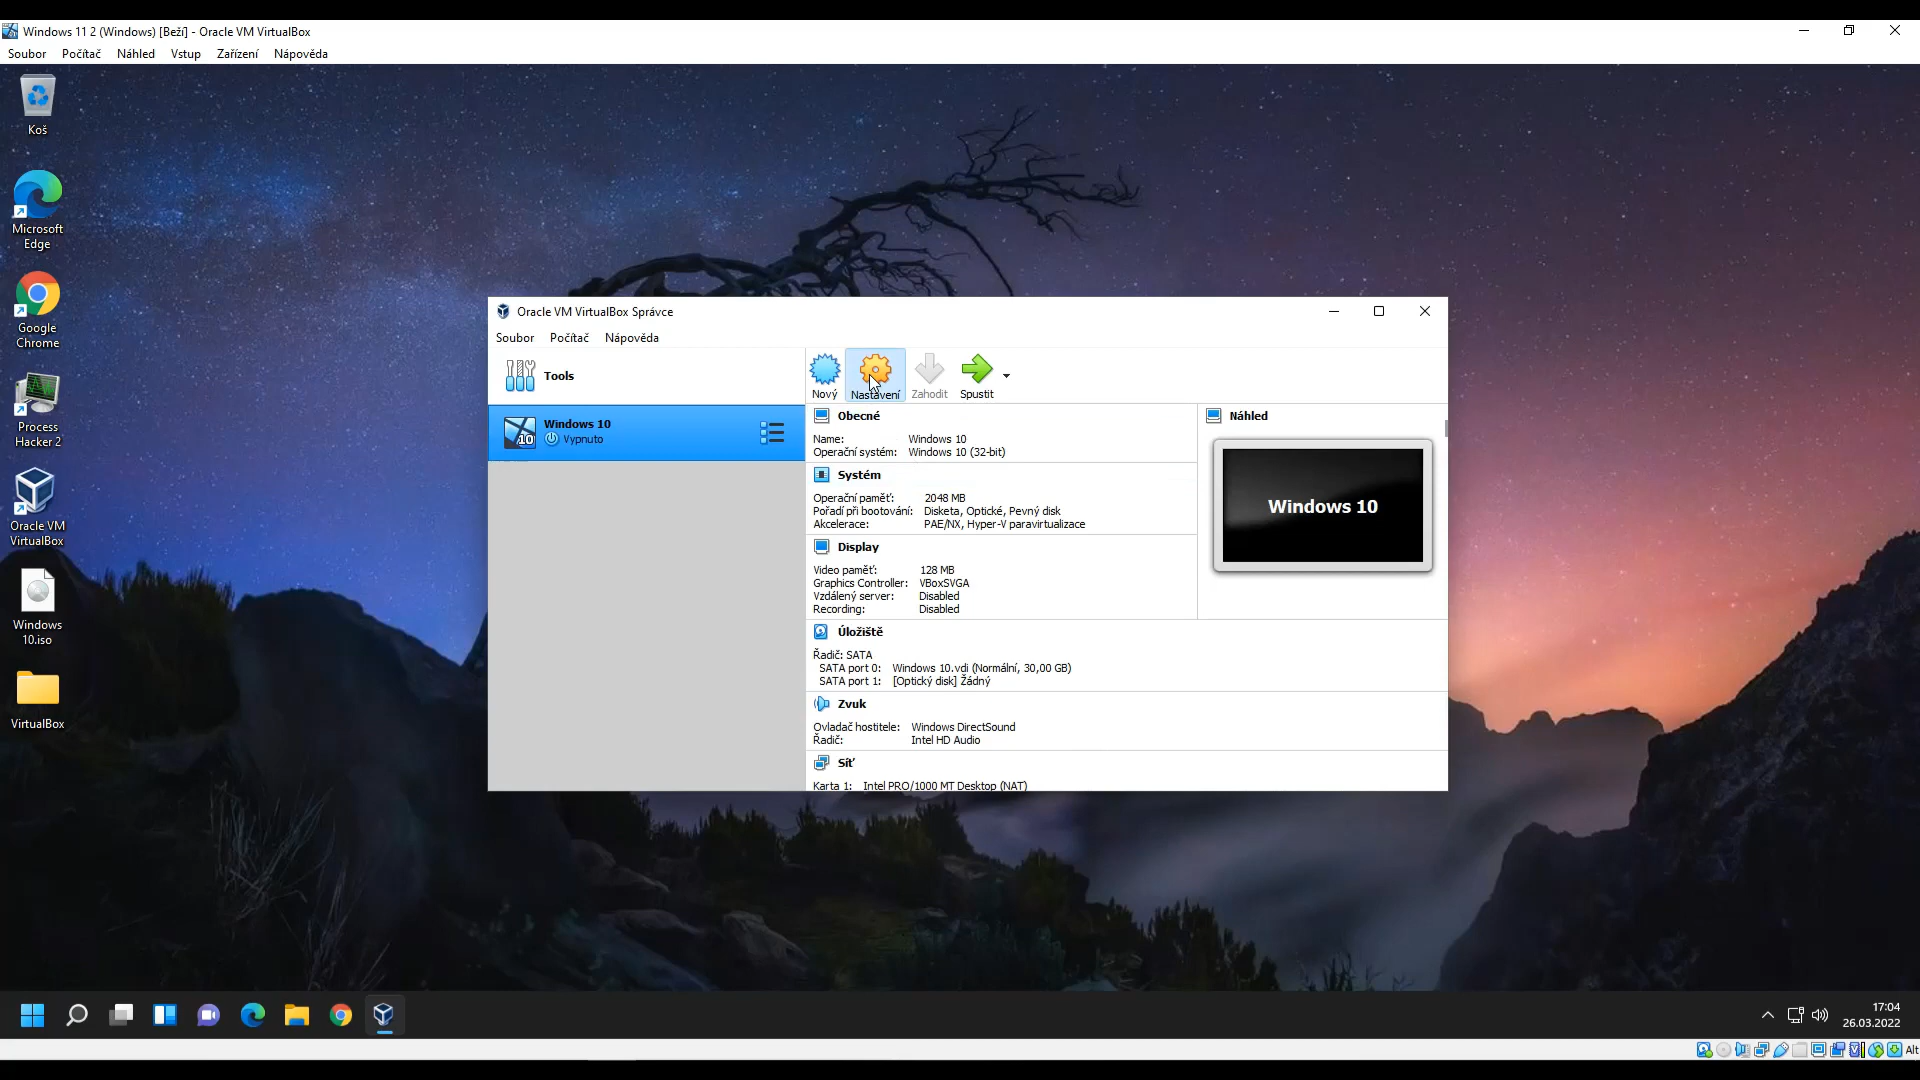 Windows 11 2 (Windows) [Beží] - Oracle VM VirtualBox
Soubor Počítač Náhled Vstup Zařízení Nápověda
Koš
Microsoft
Edge
Google
Chrome
Process
Hacker 2
Oracle VM
VirtualBox
Windows
10.iso
VirtualBox
Oracle VM VirtualBox Správce
Soubor Počítač Nápověda
Tools
Nový Nastavení Zahodit Spustit
10
Windows 10
Vypnuto
Obecné
Name: Windows 10
Operační systém: Windows 10 (32-bit)
Systém
Operační paměť: 2048 MB
Pořadí při bootování: Disketa, Optické, Pevný disk
Akcelerace: PAE/NX, Hyper-V paravirtualizace
Display
Video paměť: 128 MB
Graphics Controller: VBoxSVGA
Vzdálený server: Disabled
Recording: Disabled
Náhled
Windows 10
Úložiště
Řadič: SATA
SATA port 0: Windows 10.vdi (Normální, 30,00 GB)
SATA port 1: [Optický disk] Žádný
Zvuk
Ovladač hostitele: Windows DirectSound
Řadič: Intel HD Audio
Síť
Karta 1: Intel PRO/1000 MT Desktop (NAT)
17:04
26.03.2022
Alt